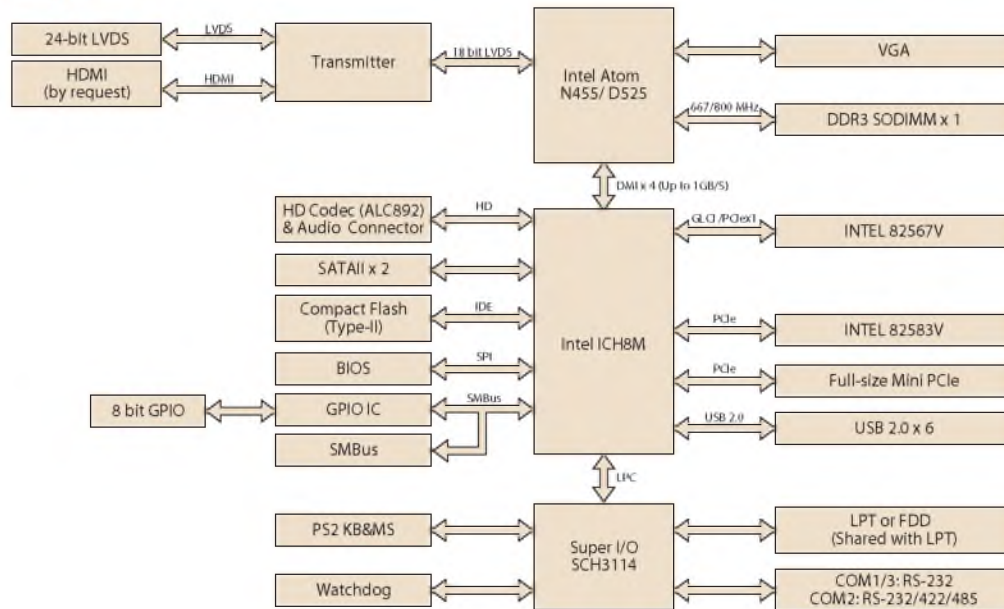 24-bit LVDS
LVDS
HDMI
(by request)
HDMI
Transmitter
18 bit LVDS
Intel Atom
N455/ D525
VGA
667/800 MHz
DDR3 SODIMM x 1
DMI x 4 (Up to 1GB/S)
HD Codec (ALC892)
& Audio Connector
HD
SATAII x 2
Compact Flash
(Type-II)
IDE
BIOS
SPI
8 bit GPIO
GPIO IC
SMBus
SMBus
Intel ICH8M
GLCI /PCIex1
INTEL 82567V
PCIe
INTEL 82583V
PCIe
Full-size Mini PCIe
USB 2.0
USB 2.0 x 6
LPC
PS2 KB&MS
Watchdog
Super I/O
SCH3114
LPT or FDD
(Shared with LPT)
COM1/3: RS-232
COM2: RS-232/422/485